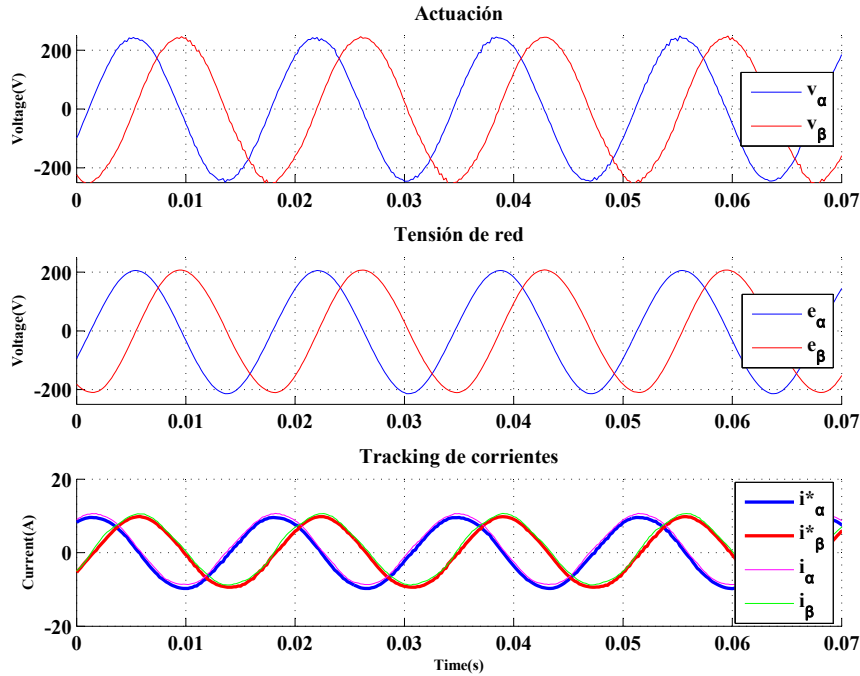 Actuación
Voltage(V)
200
0
-200
0 0.01 0.02 0.03 0.04 0.05 0.06 0.07
vα
vβ
Tensión de red
Voltage(V)
200
0
-200
0 0.01 0.02 0.03 0.04 0.05 0.06 0.07
eα
eβ
Tracking de corrientes
Current(A)
20
0
-20
0 0.01 0.02 0.03 0.04 0.05 0.06 0.07
i*α
i*β
iα
iβ
Time(s)